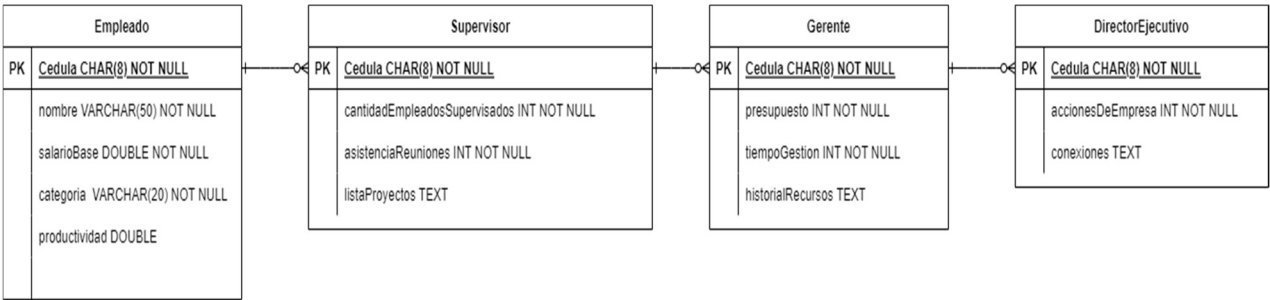 Empleado
PK Cedula CHAR(8) NOT NULL
nombre VARCHAR(50) NOT NULL
salarioBase DOUBLE NOT NULL
categoria VARCHAR(20) NOT NULL
productividad DOUBLE
Supervisor
PK Cedula CHAR(8) NOT NULL
cantidadEmpleadosSupervisados INT NOT NULL
asistenciaReuniones INT NOT NULL
listaProyectos TEXT
Gerente
PK Cedula CHAR(8) NOT NULL
presupuesto INT NOT NULL
tiempoGestion INT NOT NULL
historialRecursos TEXT
DirectorEjecutivo
PK Cedula CHAR(8) NOT NULL
accionesDeEmpresa INT NOT NULL
conexiones TEXT